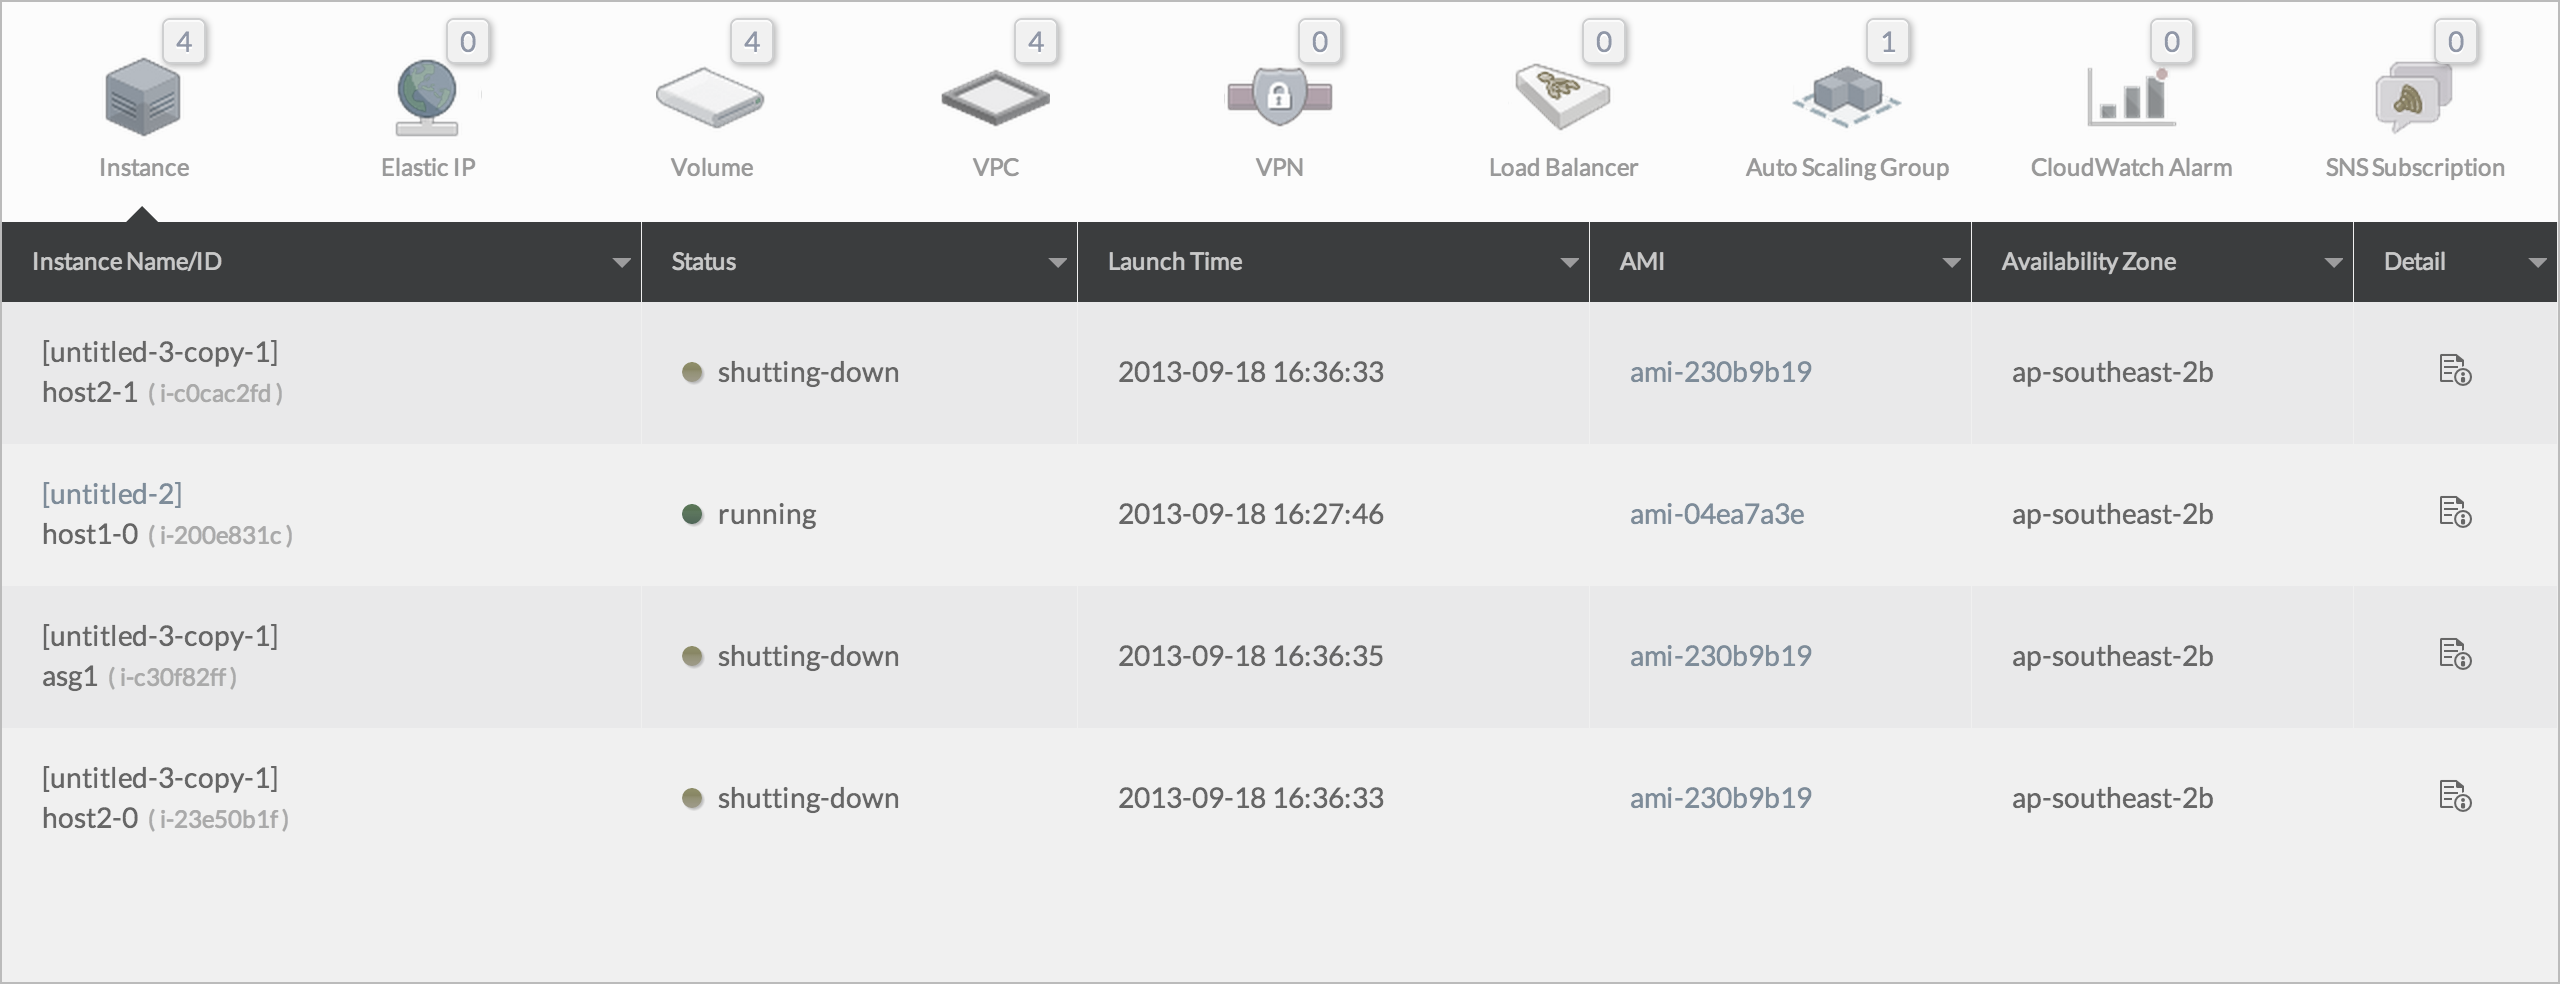 4 0 4 4 0 0 1 0 0
Instance Elastic IP Volume VPC VPN Load Balancer Auto Scaling Group CloudWatch Alarm SNS Subscription
Instance Name/ID Status Launch Time AMI Availability Zone Detail
[untitled-3-copy-1]
host2-1 ( i-c0cac2fd ) shutting-down 2013-09-18 16:36:33 ami-230b9b19 ap-southeast-2b
[untitled-2]
host1-0 ( i-200e831c ) running 2013-09-18 16:27:46 ami-04ea7a3e ap-southeast-2b
[untitled-3-copy-1]
asg1 ( i-c30f82ff ) shutting-down 2013-09-18 16:36:35 ami-230b9b19 ap-southeast-2b
[untitled-3-copy-1]
host2-0 ( i-23e50b1f ) shutting-down 2013-09-18 16:36:33 ami-230b9b19 ap-southeast-2b